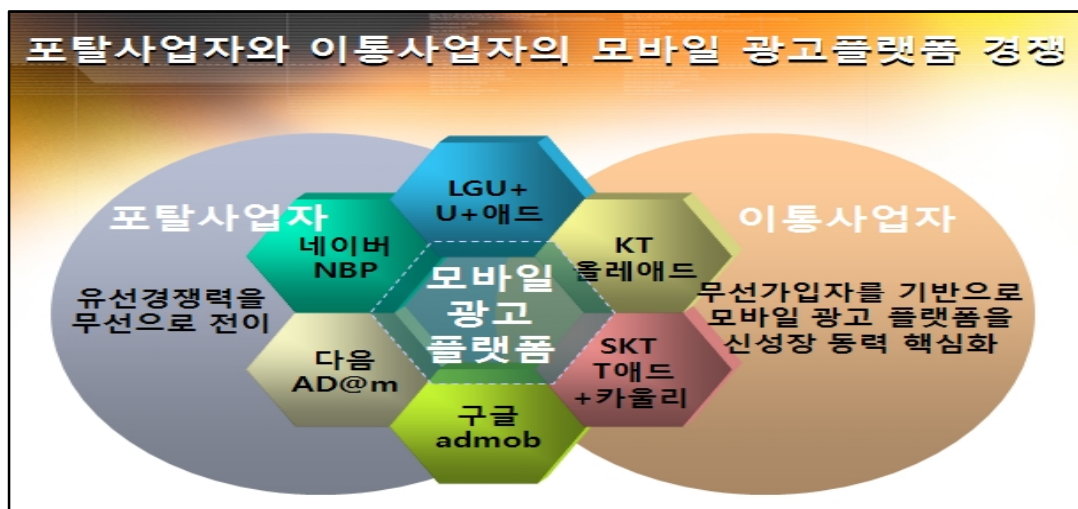 포탈사업자와 이통사업자의 모바일 광고플랫폼 경쟁
포탈사업자
유선경쟁력을
무선으로 전이
LGU+
U+애드
네이버
NBP
KT
올레애드
모바일
광고
플랫폼
다음
AD@m
SKT
T애드
+카울리
구글
admob
이통사업자
무선가입자를 기반으로
모바일 광고 플랫폼을
신성장 동력 핵심화